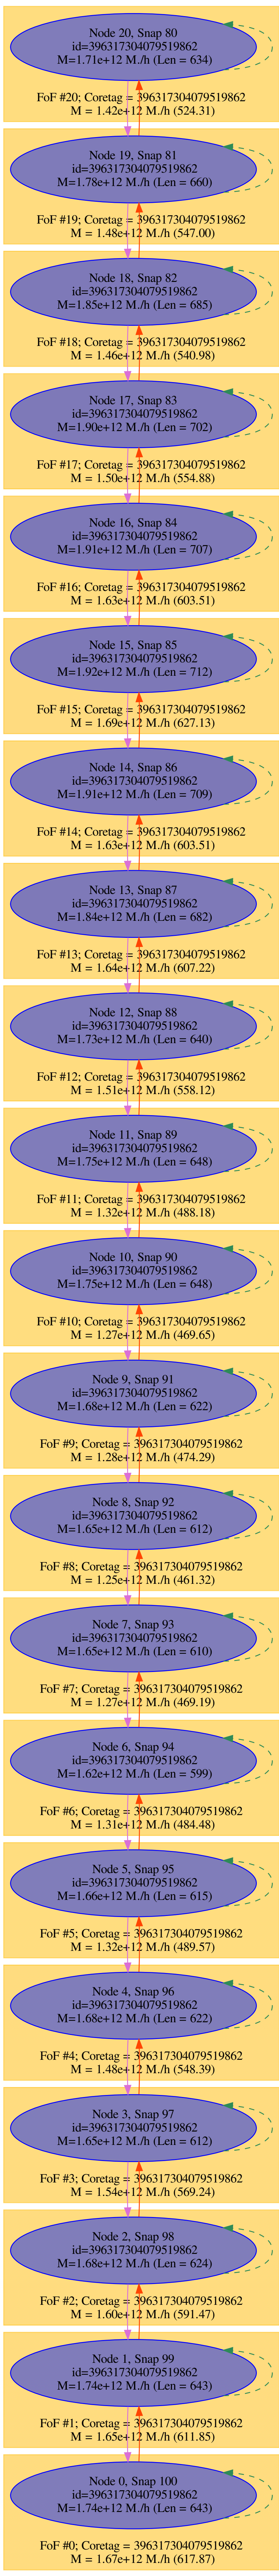 Node 20, Snap 80
id=396317304079519862
M=1.71e+12 M./h (Len = 634)
FoF #20; Coretag = 396317304079519862
M = 1.42e+12 M./h (524.31)
Node 19, Snap 81
id=396317304079519862
M=1.78e+12 M./h (Len = 660)
FoF #19; Coretag = 396317304079519862
M = 1.48e+12 M./h (547.00)
Node 18, Snap 82
id=396317304079519862
M=1.85e+12 M./h (Len = 685)
FoF #18; Coretag = 396317304079519862
M = 1.46e+12 M./h (540.98)
Node 17, Snap 83
id=396317304079519862
M=1.90e+12 M./h (Len = 702)
FoF #17; Coretag = 396317304079519862
M = 1.50e+12 M./h (554.88)
Node 16, Snap 84
id=396317304079519862
M=1.91e+12 M./h (Len = 707)
FoF #16; Coretag = 396317304079519862
M = 1.63e+12 M./h (603.51)
Node 15, Snap 85
id=396317304079519862
M=1.92e+12 M./h (Len = 712)
FoF #15; Coretag = 396317304079519862
M = 1.69e+12 M./h (627.13)
Node 14, Snap 86
id=396317304079519862
M=1.91e+12 M./h (Len = 709)
FoF #14; Coretag = 396317304079519862
M = 1.63e+12 M./h (603.51)
Node 13, Snap 87
id=396317304079519862
M=1.84e+12 M./h (Len = 682)
FoF #13; Coretag = 396317304079519862
M = 1.64e+12 M./h (607.22)
Node 12, Snap 88
id=396317304079519862
M=1.73e+12 M./h (Len = 640)
FoF #12; Coretag = 396317304079519862
M = 1.51e+12 M./h (558.12)
Node 11, Snap 89
id=396317304079519862
M=1.75e+12 M./h (Len = 648)
FoF #11; Coretag = 396317304079519862
M = 1.32e+12 M./h (488.18)
Node 10, Snap 90
id=396317304079519862
M=1.75e+12 M./h (Len = 648)
FoF #10; Coretag = 396317304079519862
M = 1.27e+12 M./h (469.65)
Node 9, Snap 91
id=396317304079519862
M=1.68e+12 M./h (Len = 622)
FoF #9; Coretag = 396317304079519862
M = 1.28e+12 M./h (474.29)
Node 8, Snap 92
id=396317304079519862
M=1.65e+12 M./h (Len = 612)
FoF #8; Coretag = 396317304079519862
M = 1.25e+12 M./h (461.32)
Node 7, Snap 93
id=396317304079519862
M=1.65e+12 M./h (Len = 610)
FoF #7; Coretag = 396317304079519862
M = 1.27e+12 M./h (469.19)
Node 6, Snap 94
id=396317304079519862
M=1.62e+12 M./h (Len = 599)
FoF #6; Coretag = 396317304079519862
M = 1.31e+12 M./h (484.48)
Node 5, Snap 95
id=396317304079519862
M=1.66e+12 M./h (Len = 615)
FoF #5; Coretag = 396317304079519862
M = 1.32e+12 M./h (489.57)
Node 4, Snap 96
id=396317304079519862
M=1.68e+12 M./h (Len = 622)
FoF #4; Coretag = 396317304079519862
M = 1.48e+12 M./h (548.39)
Node 3, Snap 97
id=396317304079519862
M=1.65e+12 M./h (Len = 612)
FoF #3; Coretag = 396317304079519862
M = 1.54e+12 M./h (569.24)
Node 2, Snap 98
id=396317304079519862
M=1.68e+12 M./h (Len = 624)
FoF #2; Coretag = 396317304079519862
M = 1.60e+12 M./h (591.47)
Node 1, Snap 99
id=396317304079519862
M=1.74e+12 M./h (Len = 643)
FoF #1; Coretag = 396317304079519862
M = 1.65e+12 M./h (611.85)
Node 0, Snap 100
id=396317304079519862
M=1.74e+12 M./h (Len = 643)
FoF #0; Coretag = 396317304079519862
M = 1.67e+12 M./h (617.87)